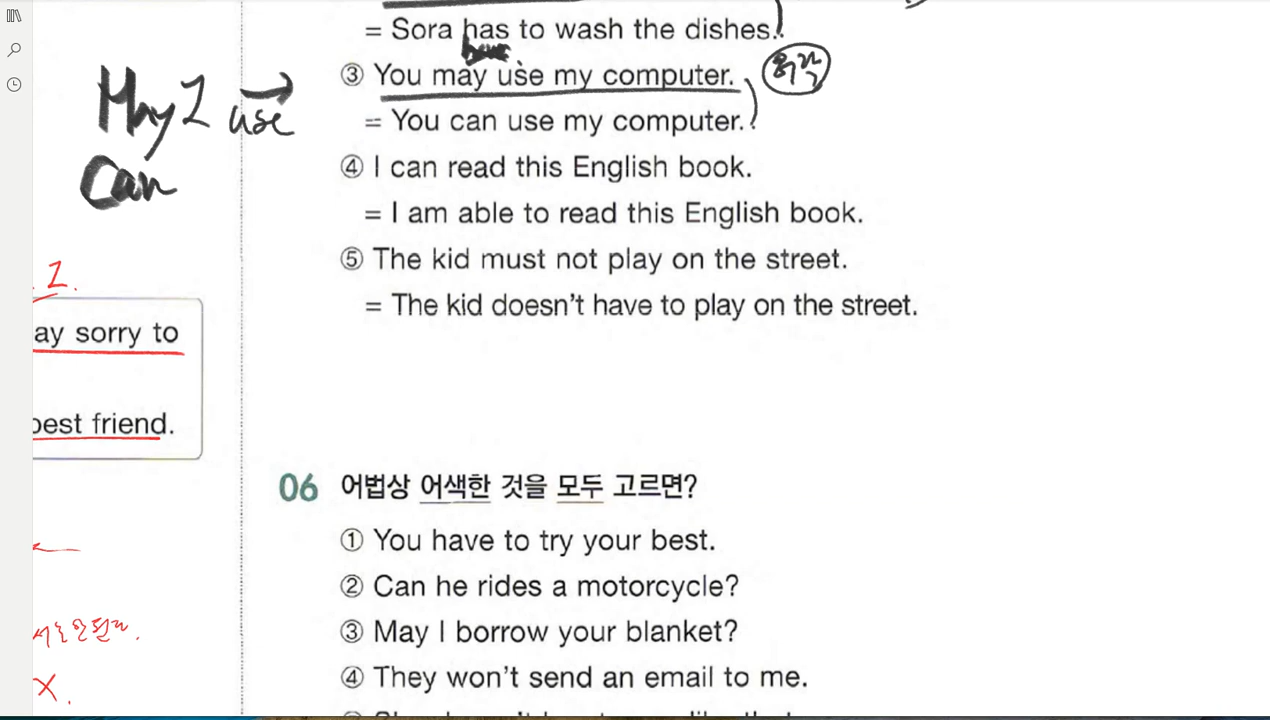 = Sora has to wash the dishes.
have
③ You may use my computer. 허락
= You can use my computer.
May I use
Can
④ I can read this English book.
= I am able to read this English book.
⑤ The kid must not play on the street.
= The kid doesn't have to play on the street.
2.
ay sorry to
best friend.
06 어법상 어색한 것을 모두 고르면?
① You have to try your best.
② Can he rides a motorcycle?
③ May I borrow your blanket?
④ They won't send an email to me.
X.